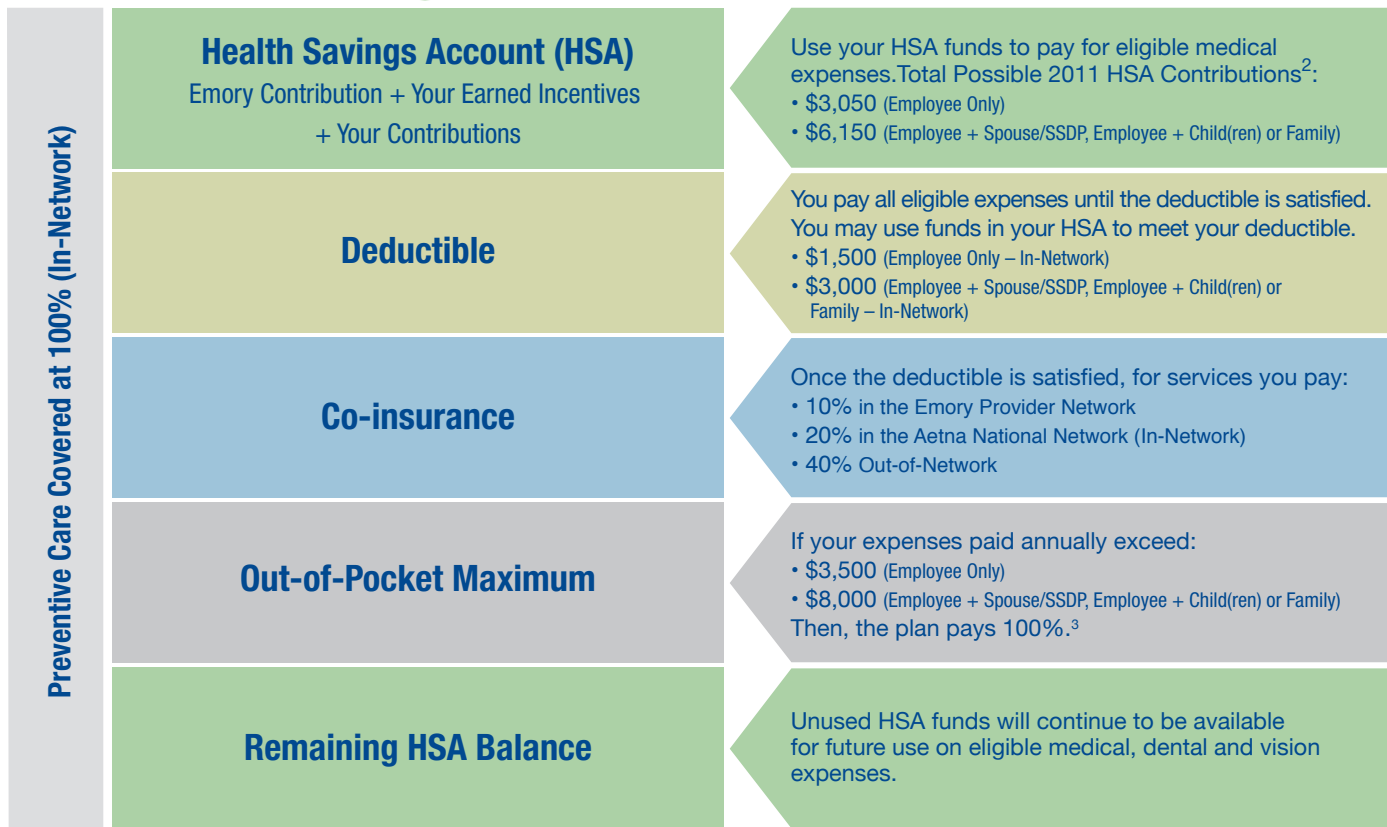 Preventive Care Covered at 100% (In-Network)
Health Savings Account (HSA)
Emory Contribution + Your Earned Incentives
+ Your Contributions
Use your HSA funds to pay for eligible medical
expenses.Total Possible 2011 HSA Contributions2:
• $3,050 (Employee Only)
• $6,150 (Employee + Spouse/SSDP, Employee + Child(ren) or Family)
Deductible
You pay all eligible expenses until the deductible is satisfied.
You may use funds in your HSA to meet your deductible.
• $1,500 (Employee Only – In-Network)
• $3,000 (Employee + Spouse/SSDP, Employee + Child(ren) or
Family – In-Network)
Co-insurance
Once the deductible is satisfied, for services you pay:
• 10% in the Emory Provider Network
• 20% in the Aetna National Network (In-Network)
• 40% Out-of-Network
Out-of-Pocket Maximum
If your expenses paid annually exceed:
• $3,500 (Employee Only)
• $8,000 (Employee + Spouse/SSDP, Employee + Child(ren) or Family)
Then, the plan pays 100%.3
Remaining HSA Balance
Unused HSA funds will continue to be available
for future use on eligible medical, dental and vision
expenses.